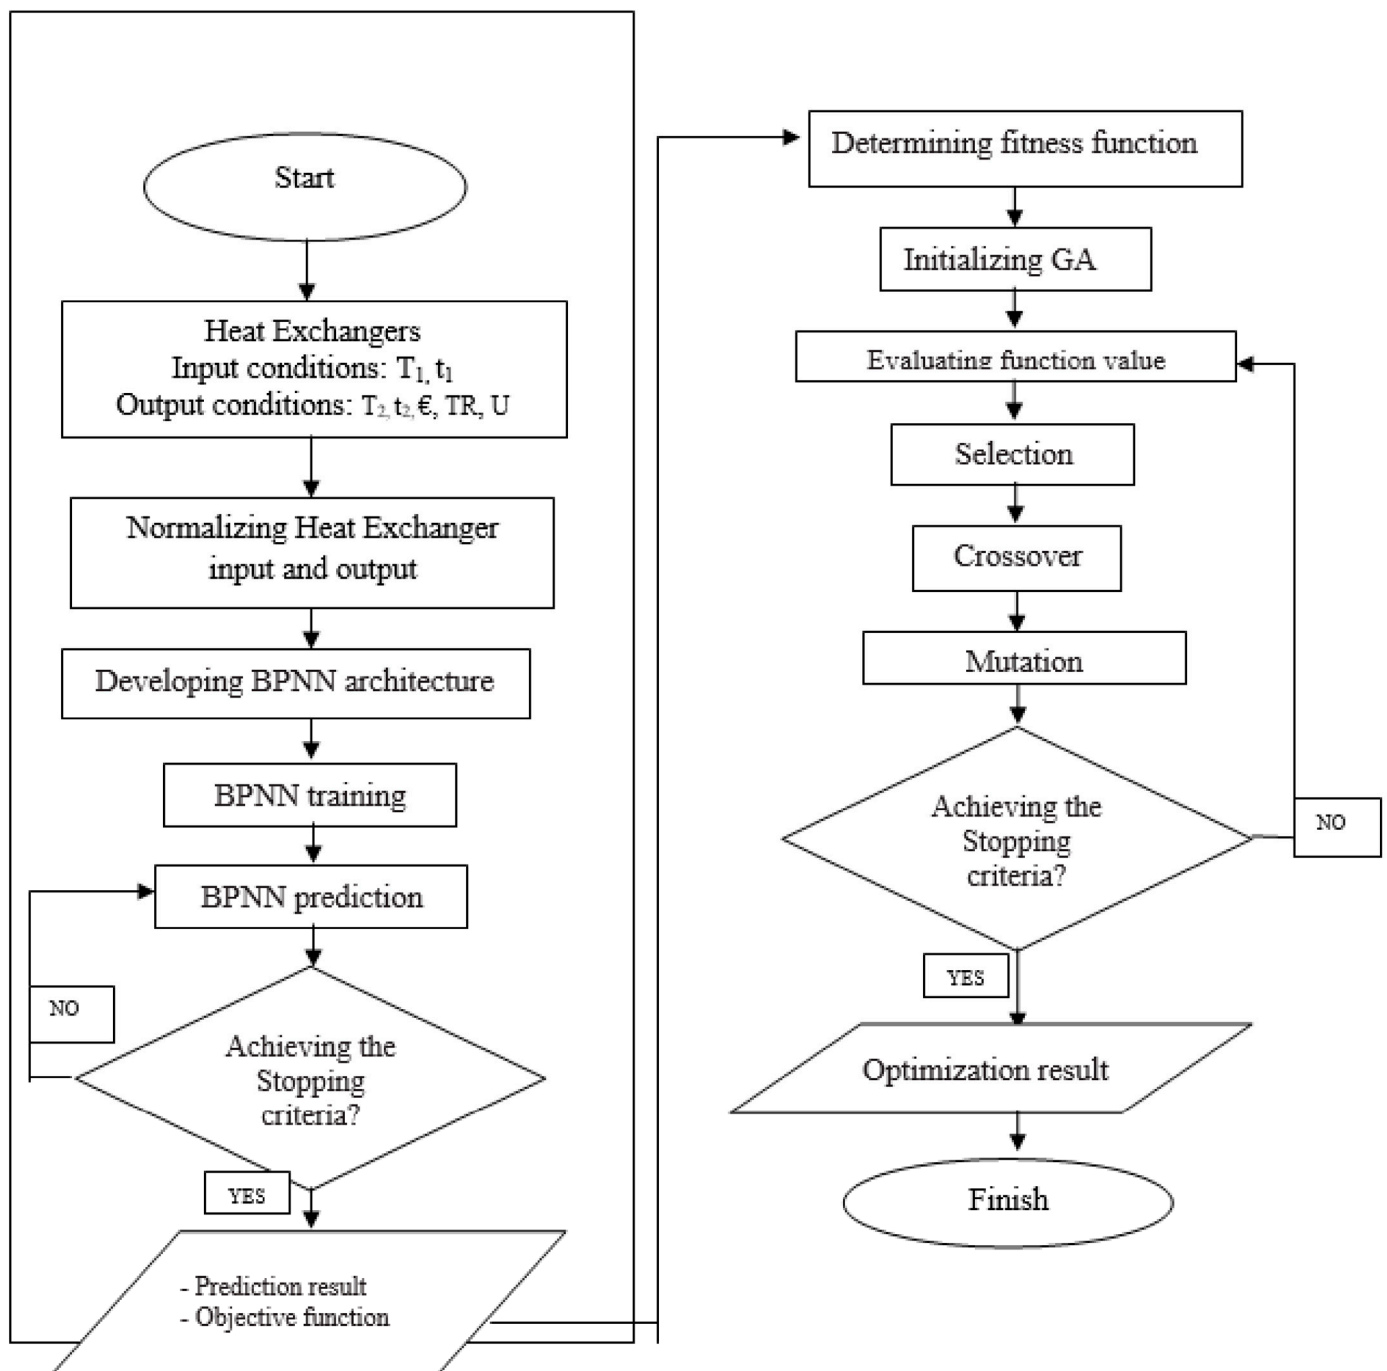 Start
Heat Exchangers
Input conditions: T1, t1
Output conditions: T2, t2, €, TR, U
Normalizing Heat Exchanger
input and output
Developing BPNN architecture
BPNN training
BPNN prediction
NO
Achieving the
Stopping
criteria?
YES
- Prediction result
- Objective function
Determining fitness function
Initializing GA
Evaluating function value
Selection
Crossover
Mutation
Achieving the
Stopping
criteria?
NO
YES
Optimization result
Finish